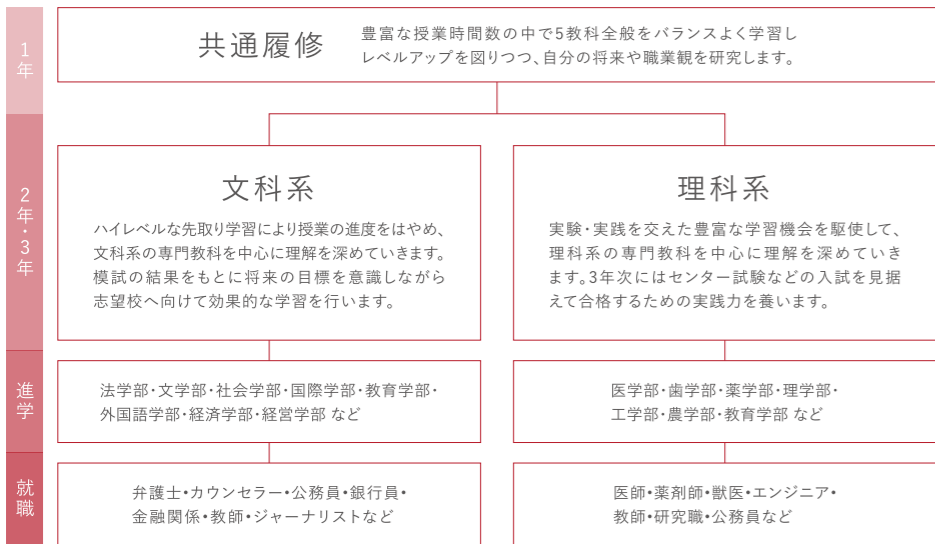 1年
共通履修
豊富な授業時間数の中で5教科全般をバランスよく学習し
レベルアップを図りつつ、自分の将来や職業観を研究します。
2年・3年
文科系
ハイレベルな先取り学習により授業の進度をはやめ、
文科系の専門教科を中心に理解を深めていきます。
模試の結果をもとに将来の目標を意識しながら
志望校へ向けて効果的な学習を行います。
理科系
実験・実践を交えた豊富な学習機会を駆使して、
理科系の専門教科を中心に理解を深めていき
ます。3年次にはセンター試験などの入試を見据
えて合格するための実践力を養います。
進学
法学部・文学部・社会学部・国際学部・教育学部・
外国語学部・経済学部・経営学部 など
医学部・歯学部・薬学部・理学部・
工学部・農学部・教育学部 など
就職
弁護士・カウンセラー・公務員・銀行員・
金融関係・教師・ジャーナリストなど
医師・薬剤師・獣医・エンジニア・
教師・研究職・公務員など